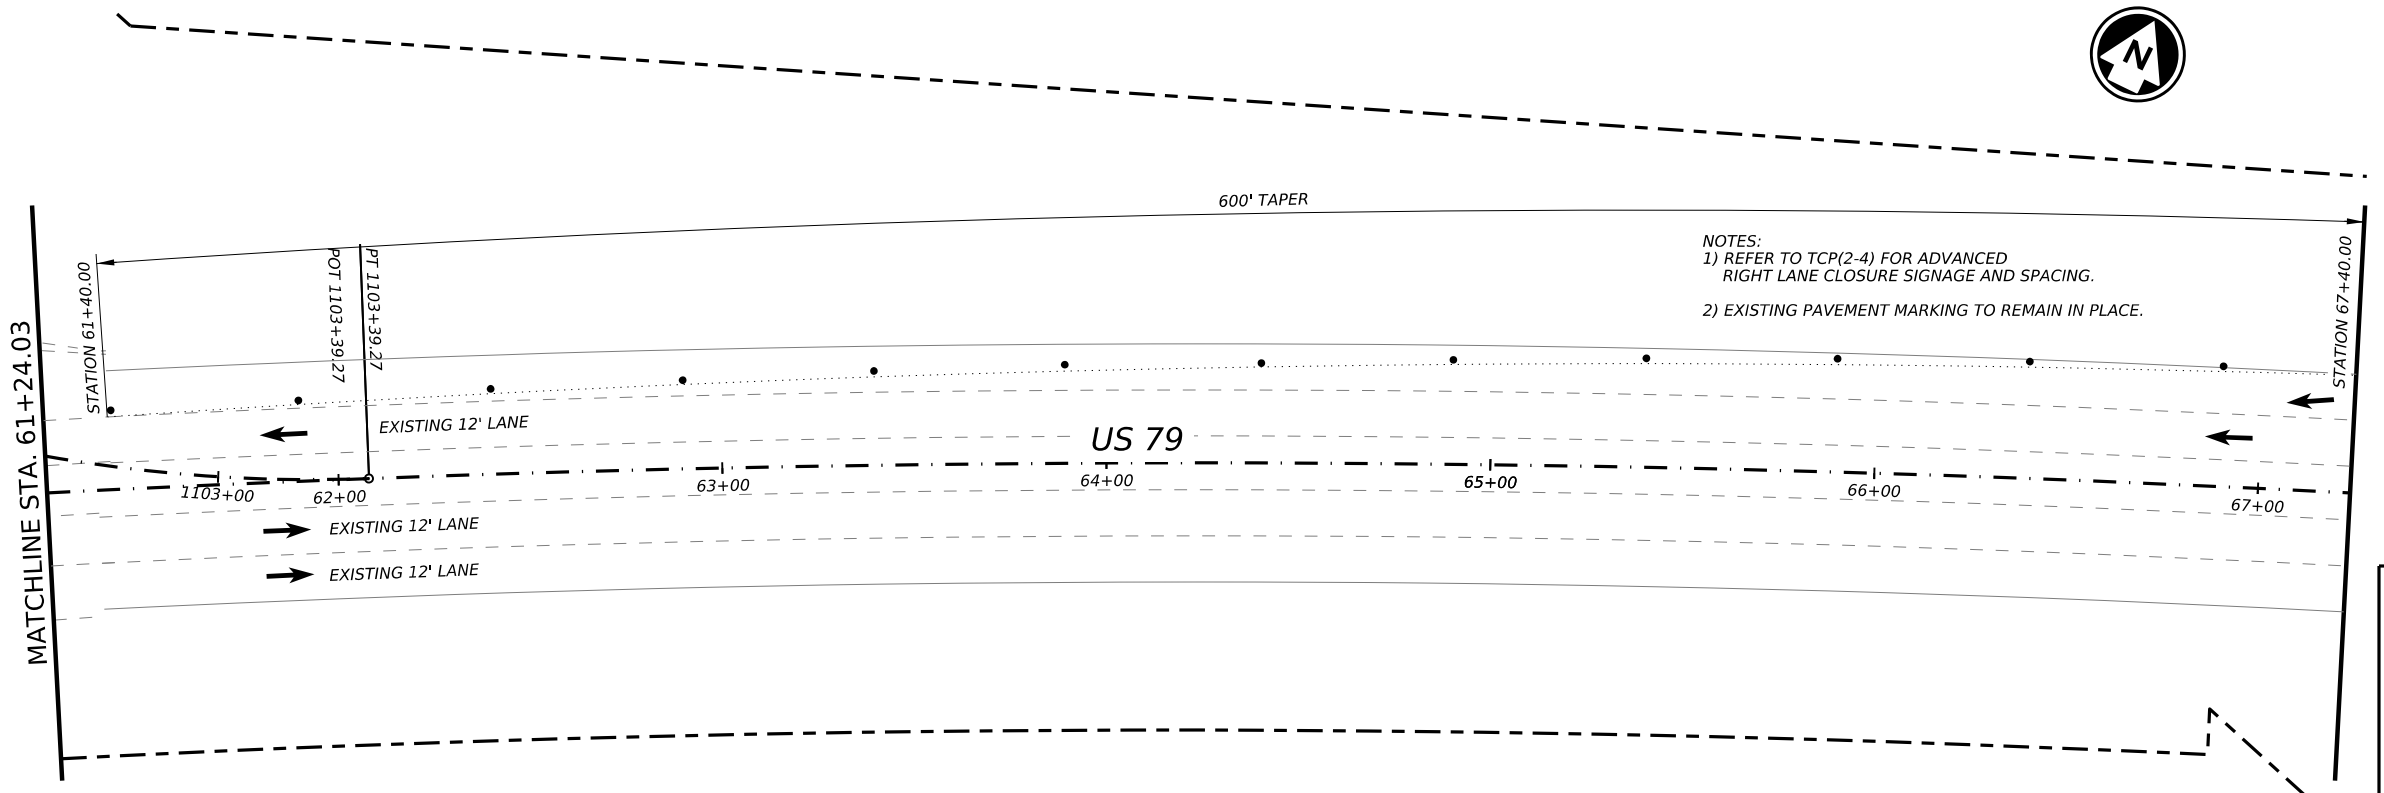 N
600' TAPER
NOTES:
1) REFER TO TCP(2-4) FOR ADVANCED
RIGHT LANE CLOSURE SIGNAGE AND SPACING.
2) EXISTING PAVEMENT MARKING TO REMAIN IN PLACE.
STATION 61+40.00
POT 1103+39.27
PT 1103+39.27
STATION 67+40.00
MATCHLINE STA. 61+24.03
EXISTING 12' LANE
US 79
1103+00
62+00
63+00
64+00
65+00
66+00
67+00
EXISTING 12' LANE
EXISTING 12' LANE